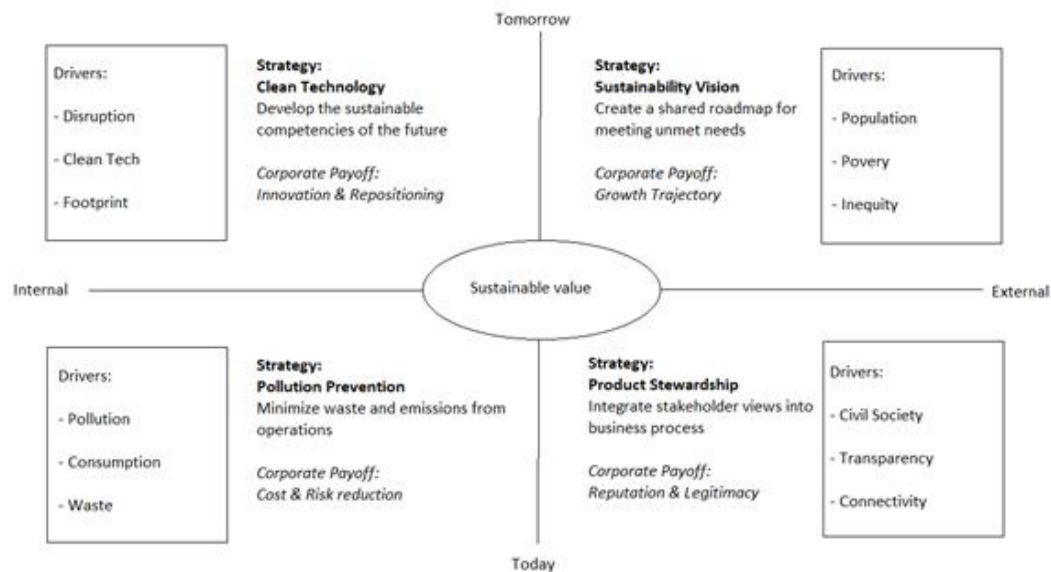 Tomorrow
Drivers:
- Disruption
- Clean Tech
- Footprint
Strategy:
Clean Technology
Develop the sustainable
competencies of the future
Corporate Payoff:
Innovation & Repositioning
Strategy:
Sustainability Vision
Create a shared roadmap for
meeting unmet needs
Corporate Payoff:
Growth Trajectory
Drivers:
- Population
- Povery
- Inequity
Internal
Sustainable value
External
Drivers:
- Pollution
- Consumption
- Waste
Strategy:
Pollution Prevention
Minimize waste and emissions from
operations
Corporate Payoff:
Cost & Risk reduction
Strategy:
Product Stewardship
Integrate stakeholder views into
business process
Corporate Payoff:
Reputation & Legitimacy
Drivers:
- Civil Society
- Transparency
- Connectivity
Today